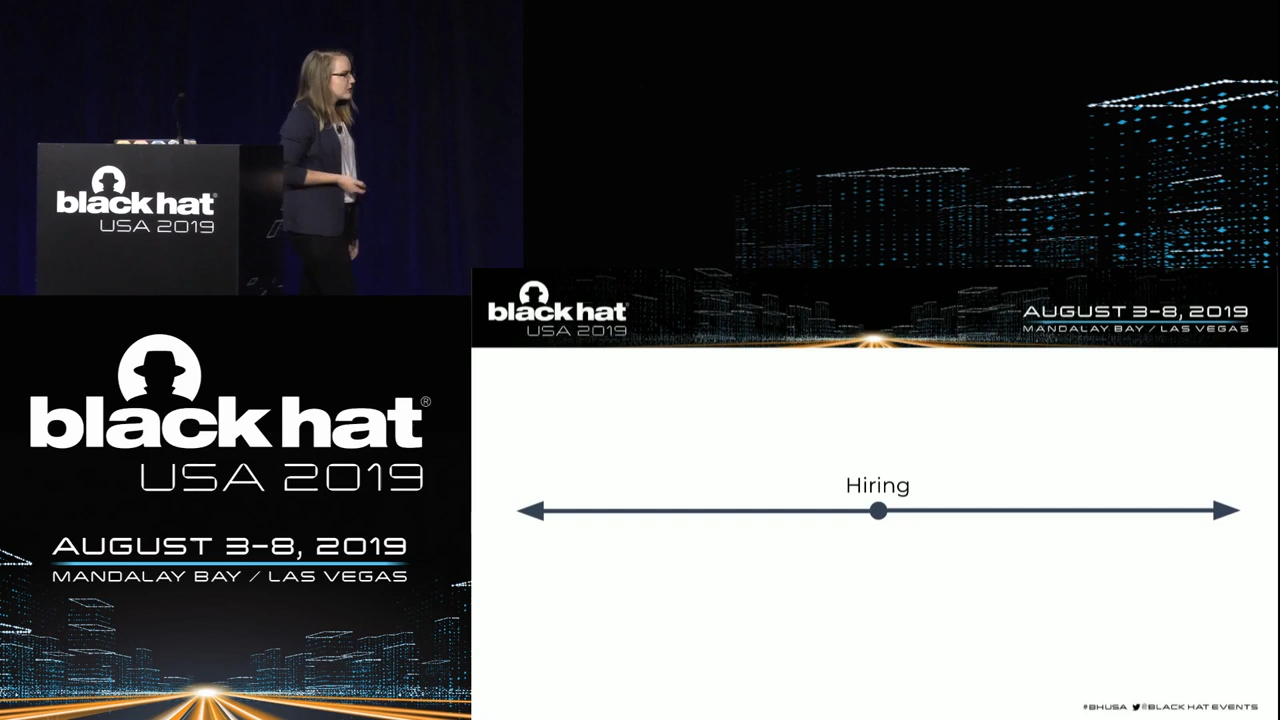 black hat
USA 2019
black hat®
USA 2019
AUGUST 3-8, 2019
MANDALAY BAY / LAS VEGAS
black hat
USA 2019
AUGUST 3-8, 2019
MANDALAY BAY / LAS VEGAS
Hiring
#BHUSA @BLACK HAT EVENTS